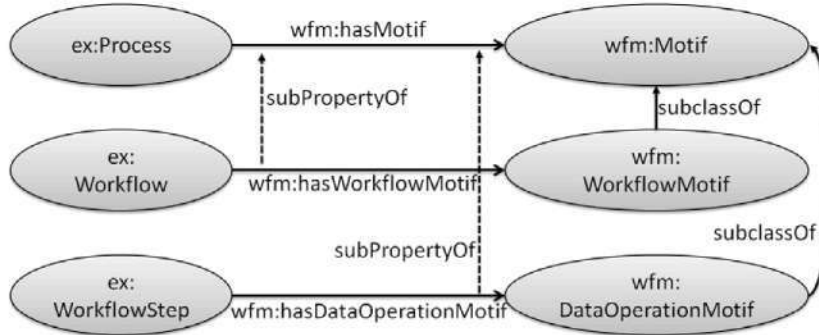 wfm:hasMotif
ex:Process
wfm:Motif
subPropertyOf
subclassOf
ex:
Workflow
wfm:hasWorkflowMotif
wfm:
WorkflowMotif
subPropertyOf
subclassOf
ex:
WorkflowStep
wfm:hasDataOperationMotif
wfm:
DataOperationMotif